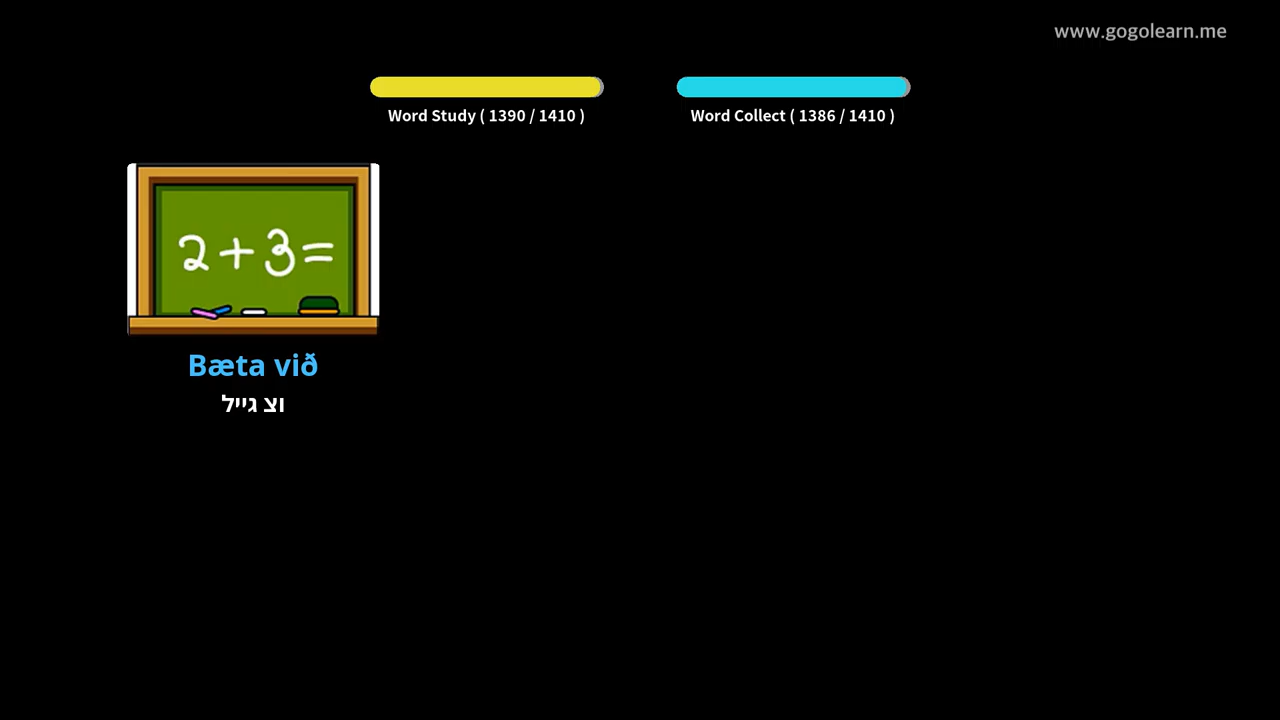 www.gogolearn.me
Word Study ( 1390 / 1410 )
Word Collect ( 1386 / 1410 )
2+3=
Bæta við
וצ גייל